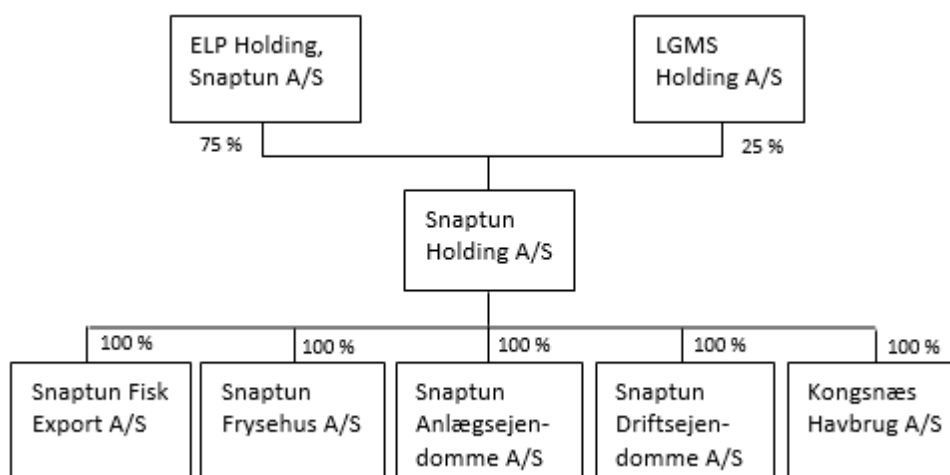 ELP Holding,
Snaptun A/S
LGMS
Holding A/S
75 %
25 %
Snaptun
Holding A/S
100 %
100 %
100 %
100 %
100 %
Snaptun Fisk
Export A/S
Snaptun
Frysehus A/S
Snaptun
Anlægsejen-
domme A/S
Snaptun
Driftsejen-
domme A/S
Kongsnæs
Havbrug A/S